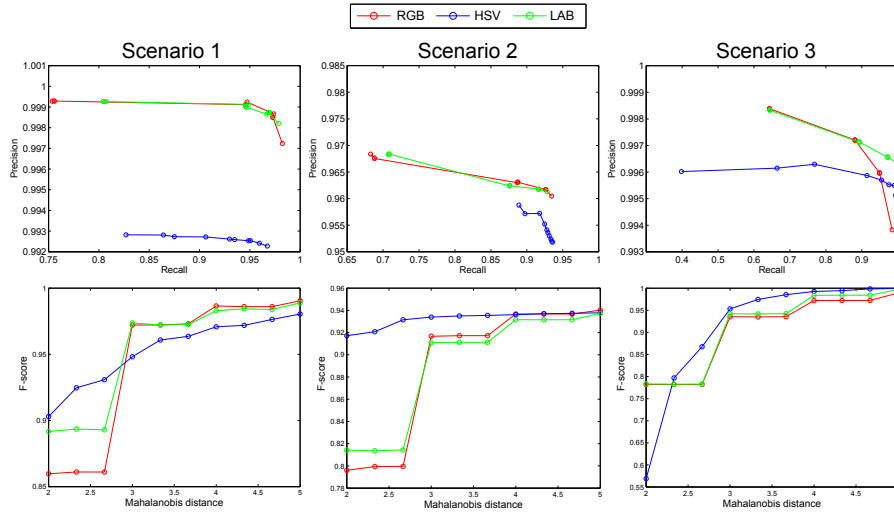 RGB HSV LAB
Scenario 1 Scenario 2 Scenario 3
1.001
1
0.999
0.998
0.997
0.995
0.994
0.993
0.992
Precision
0.75 0.8 0.85 0.9 0.95 1
Recall
0.985
0.98
0.97
0.96
0.955
0.95
Precision
0.65 0.7 0.75 0.8 0.85 0.9 0.95 1
Recall
1
0.999
0.998
0.996
0.995
0.994
0.993
Precision
0.4 0.5 0.6 0.7 0.8 0.9
Recall
1
0.95
0.9
0.85
F-score
2 2.5 3 3.5 4 4.5 5
Mahalanobis distance
0.96
0.94
0.92
0.9
0.88
0.86
0.84
0.82
0.8
0.78
F-score
2 2.5 3 3.5 4 4.5 5
Mahalanobis distance
1
0.95
0.9
0.85
0.8
0.75
0.7
0.65
0.6
0.55
F-score
2 2.5 3 3.5 4 4.5
Mahalanobis distance